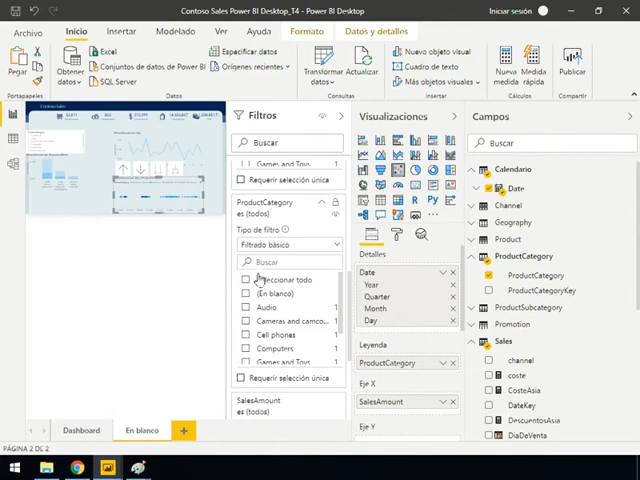 Contoso Sales Power BI Desktop_T4 - Power BI Desktop
Iniciar sesión
Archivo
Inicio
Insertar
Modelado
Ver
Ayuda
Formato
Datos y detalles
Pegar
Portapapeles
Obtener datos
Excel
Conjuntos de datos de Power BI
SQL Server
Especificar datos
Orígenes recientes
Datos
Transformar datos
Actualizar
Consultas
Nuevo objeto visual
Cuadro de texto
Más objetos visuales
Insertar
Nueva medida
Medida rápida
Cálculos
Publicar
Compartir
Contoso Sales
Filtros
Buscar
Games and Toys
Requerir selección única
ProductCategory
es (todos)
Tipo de filtro
Filtrado básico
Buscar
Seleccionar todo
(En blanco)
Audio 1
Cameras and camco... 1
Cell phones 1
Computers 1
Games and Toys 1
Requerir selección única
SalesAmount
es (todos)
Visualizaciones
Detalles
Date
Year
Quarter
Month
Day
Leyenda
ProductCategory
Eje X
SalesAmount
Eje Y
Campos
Buscar
Calendario
Date
Channel
Geography
Product
ProductCategory
ProductCategory
ProductCategoryKey
ProductSubcategory
Promotion
Sales
channel
coste
CosteAsia
DateKey
DescuentosAsia
DiaDeVenta
Dashboard
En blanco
PÁGINA 2 DE 2